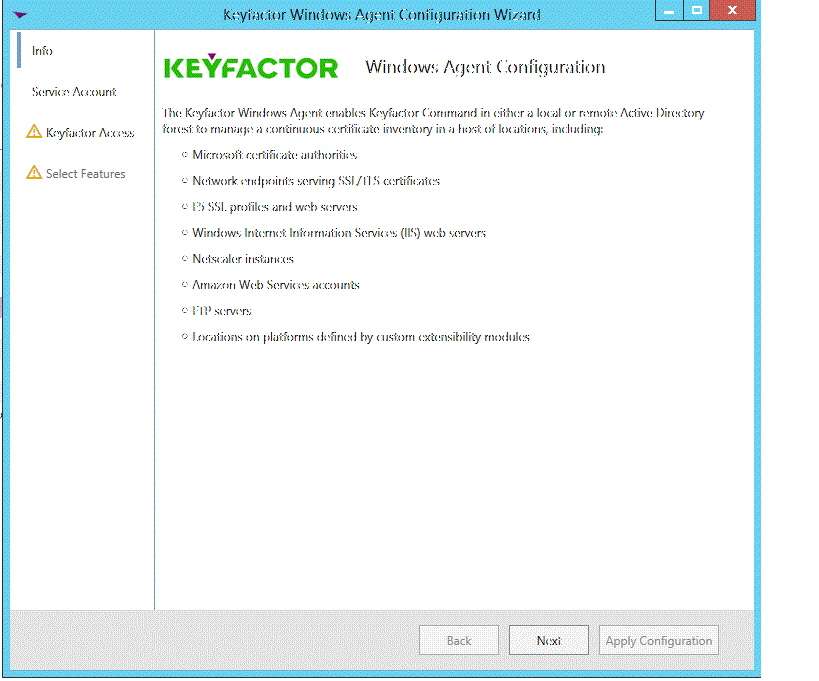 Keyfactor Windows Agent Configuration Wizard
Info
Service Account
Keyfactor Access
Select Features
KEYFACTOR
Windows Agent Configuration
The Keyfactor Windows Agent enables Keyfactor Command in either a local or remote Active Directory
forest to manage a continuous certificate inventory in a host of locations, including:
Microsoft certificate authorities
Network endpoints serving SSL/TLS certificates
F5 SSL profiles and web servers
Windows Internet Information Services (IIS) web servers
Netscaler instances
Amazon Web Services accounts
FTP servers
Locations on platforms defined by custom extensibility modules
Back
Next
Apply Configuration